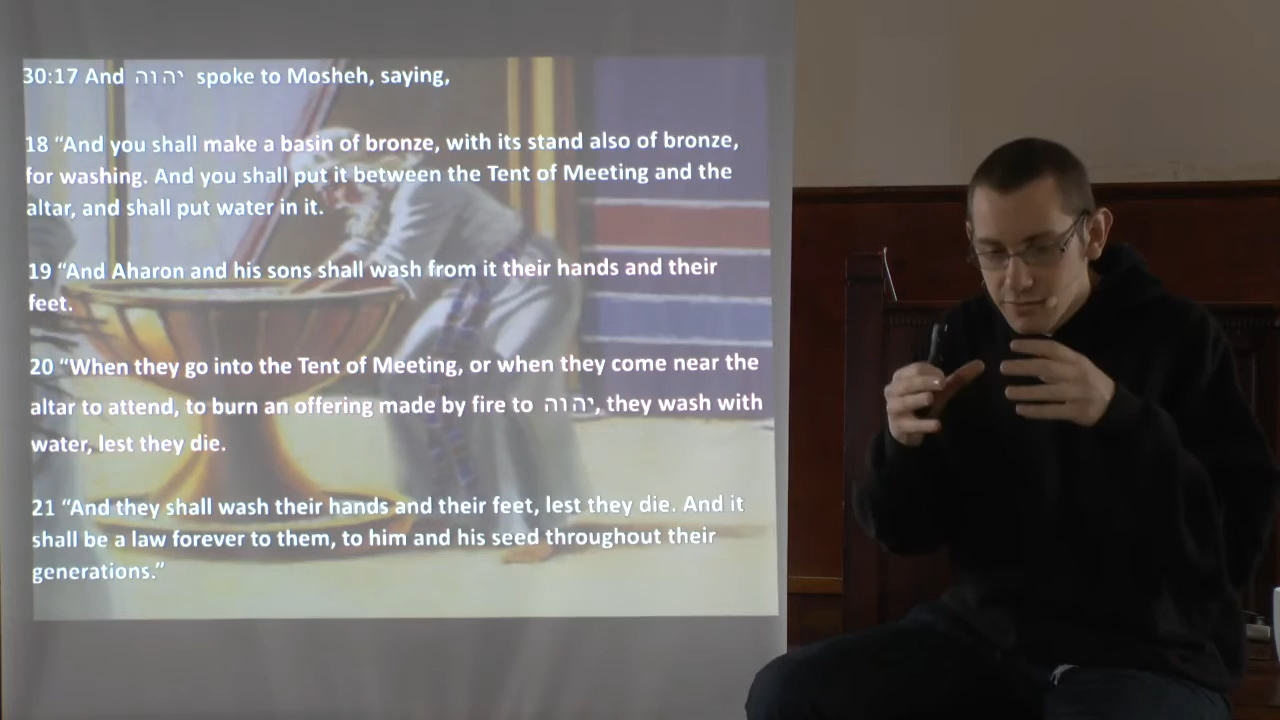 30:17 And יהוה spoke to Mosheh, saying,
18 “And you shall make a basin of bronze, with its stand also of bronze,
for washing. And you shall put it between the Tent of Meeting and the
altar, and shall put water in it.
19 “And Aharon and his sons shall wash from it their hands and their
feet.
20 “When they go into the Tent of Meeting, or when they come near the
altar to attend, to burn an offering made by fire to יהוה, they wash with
water, lest they die.
21 “And they shall wash their hands and their feet, lest they die. And it
shall be a law forever to them, to him and his seed throughout their
generations.”